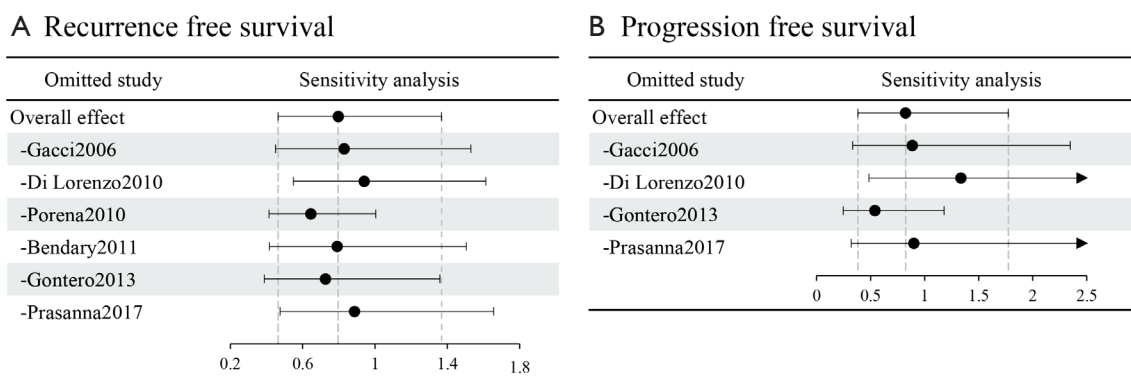 A Recurrence free survival
Omitted study Sensitivity analysis
Overall effect
-Gacci2006
-Di Lorenzo2010
-Porena2010
-Bendary2011
-Gontero2013
-Prasanna2017
0.2 0.6 1 1.4 1.8
B Progression free survival
Omitted study Sensitivity analysis
Overall effect
-Gacci2006
-Di Lorenzo2010
-Gontero2013
-Prasanna2017
0 0.5 1 1.5 2 2.5